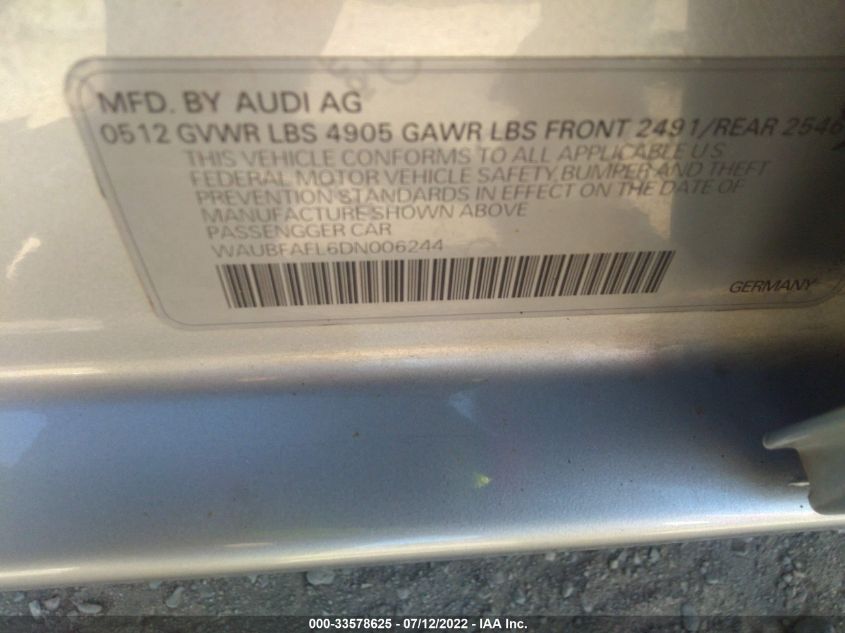 MFD. BY AUDI AG
0512 GVWR LBS 4905 GAWR LBS FRONT 2491/REAR 2546
THIS VEHICLE CONFORMS TO ALL APPLICABLE U S
FEDERAL MOTOR VEHICLE SAFETY, BUMPER AND THEFT
PREVENTION STANDARDS IN EFFECT ON THE DATE OF
MANUFACTURE SHOWN ABOVE
PASSENGGER CAR
WAUBFAFL6DN006244
GERMANY
000-33578625 - 07/12/2022 - IAA Inc.